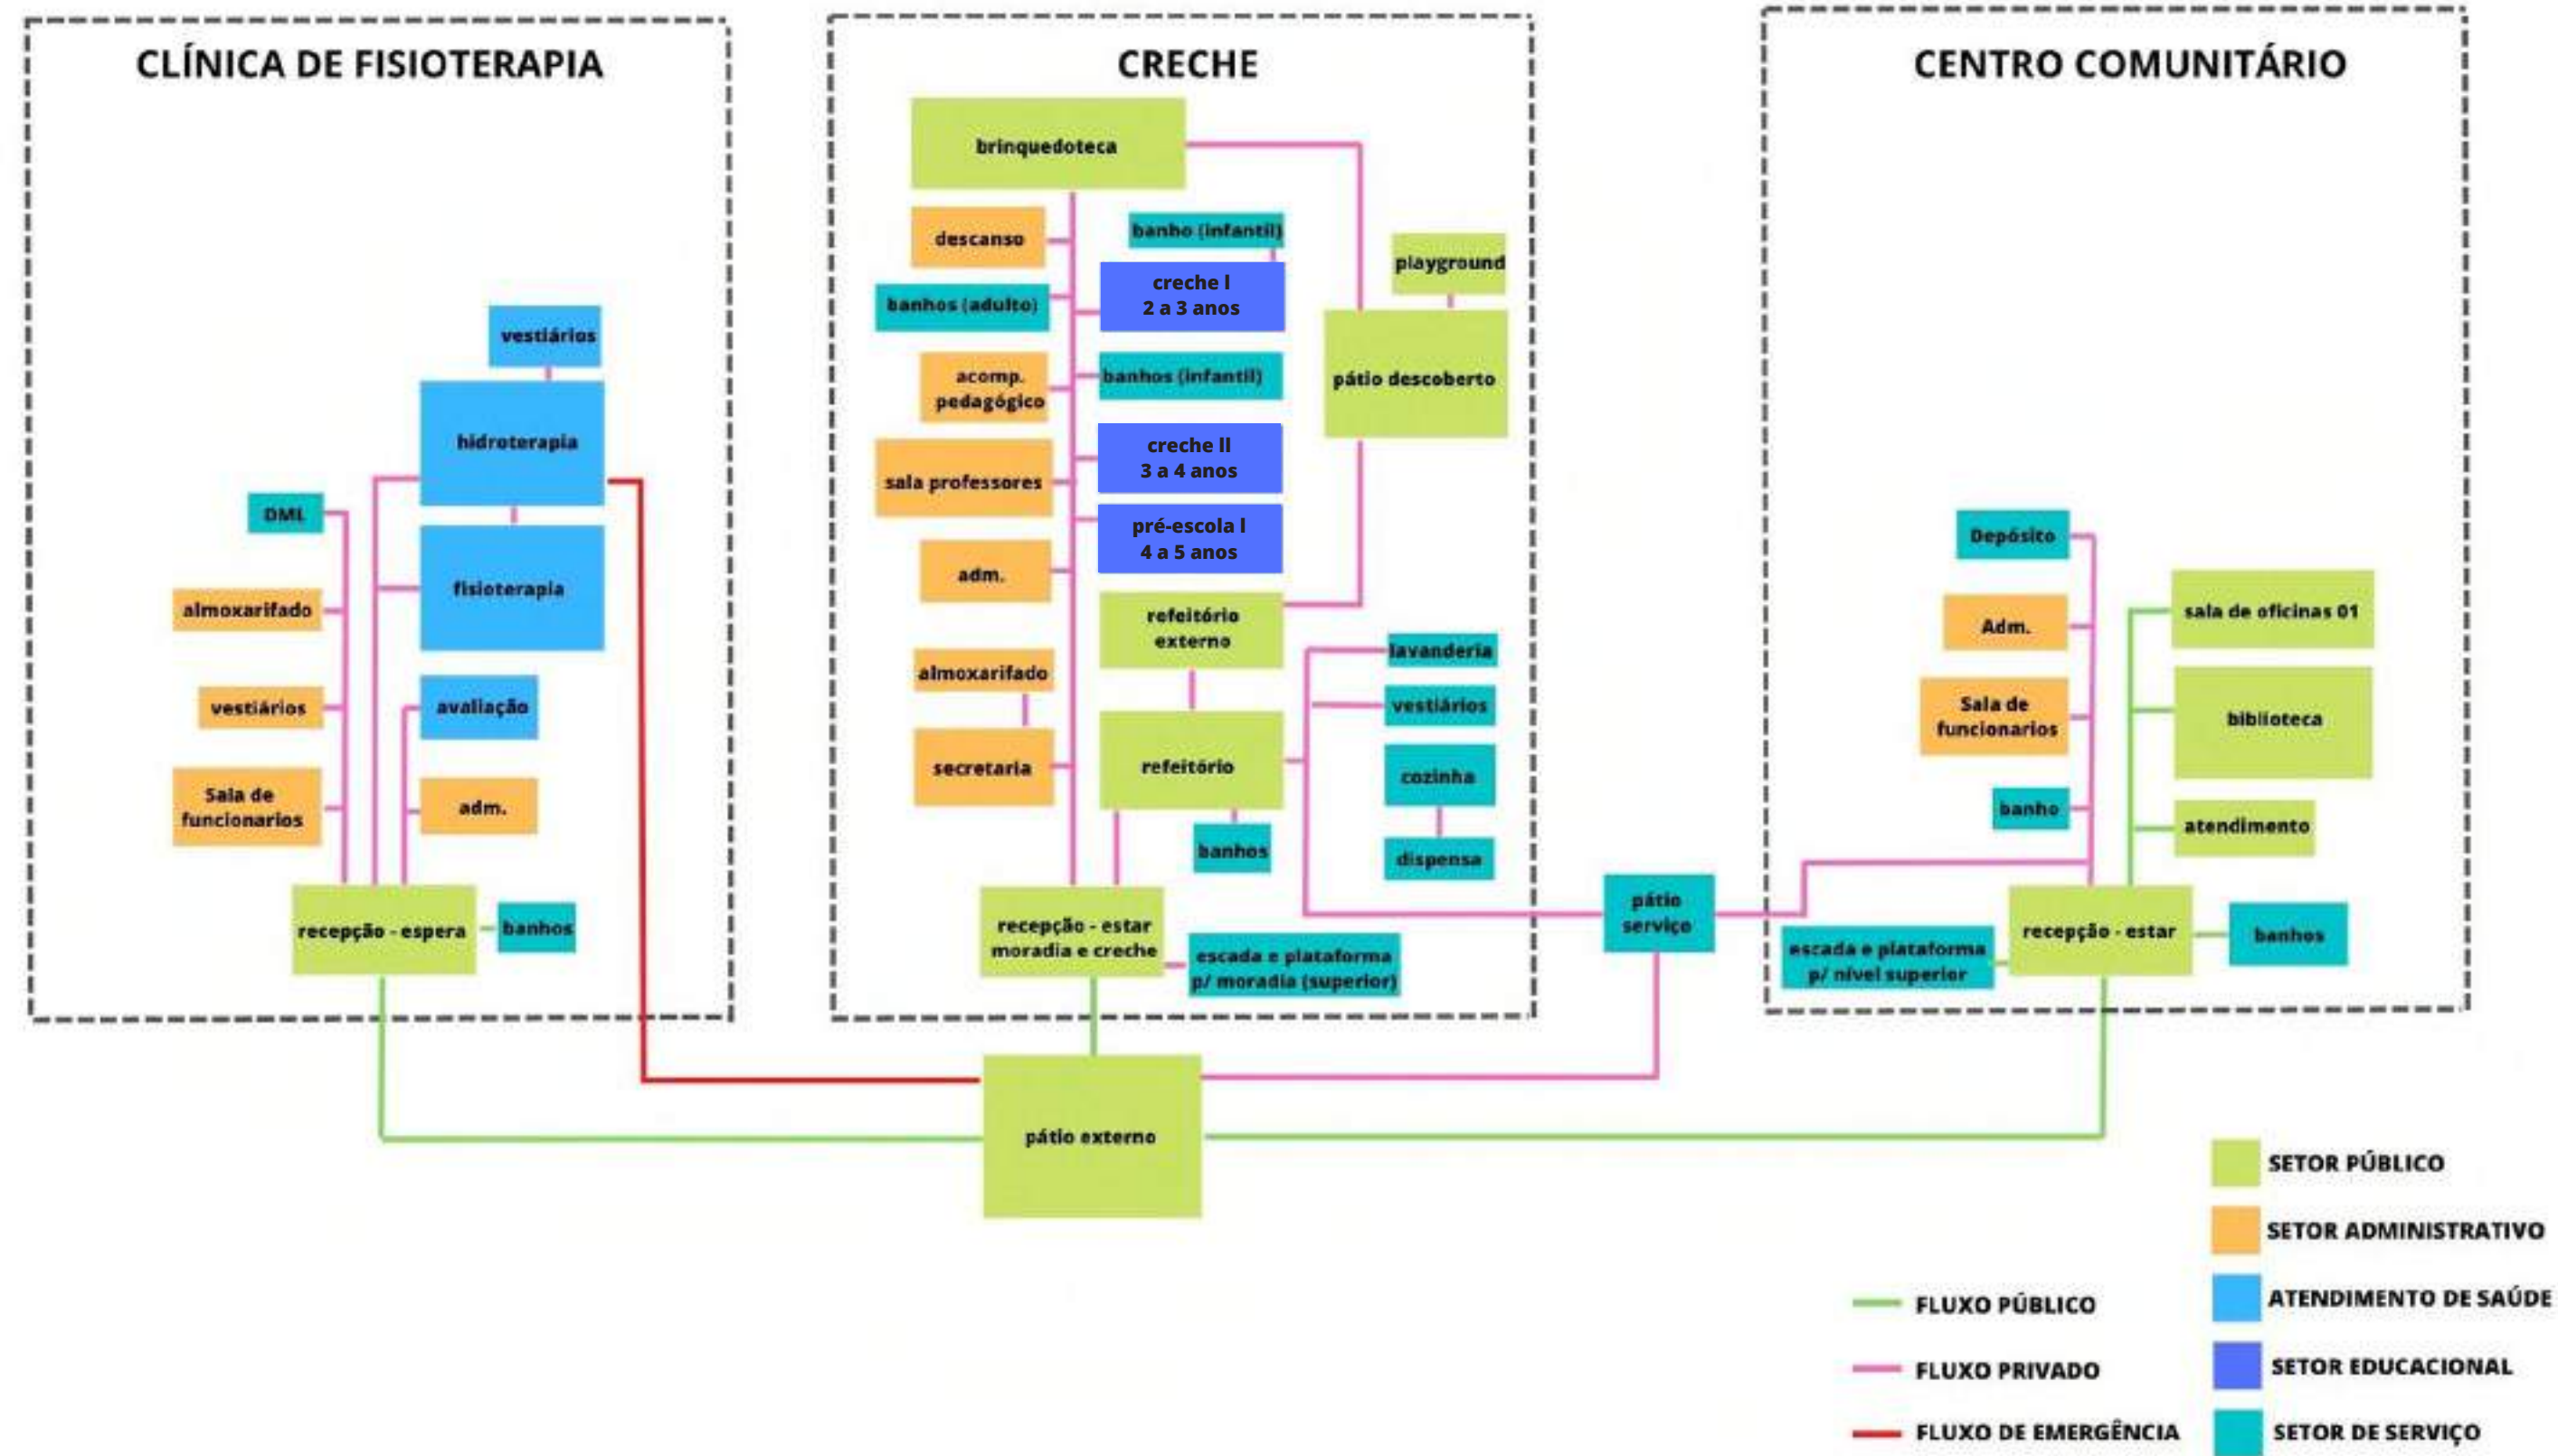 CLÍNICA DE FISIOTERAPIA
vestiários
hidroterapia
DML
fisioterapia
almoxarifado
vestiários
avaliação
Sala de
funcionarios
adm.
recepção - espera
banhos
CRECHE
brinquedoteca
descanso
banho (infantil)
playground
creche I
2 a 3 anos
banhos (adulto)
acomp.
pedagógico
banhos (infantil)
pátio descoberto
creche II
3 a 4 anos
sala professores
pré-escola I
4 a 5 anos
adm.
refeitório
externo
almoxarifado
lavanderia
vestiários
secretaria
refeitório
cozinha
banhos
dispensa
recepção - estar
moradia e creche
escada e plataforma
p/ moradia (superior)
pátio
serviço
pátio externo
CENTRO COMUNITÁRIO
Depósito
sala de oficinas 01
Adm.
Sala de
funcionarios
biblioteca
banho
atendimento
escada e plataforma
p/ nível superior
recepção - estar
banhos
SETOR PÚBLICO
SETOR ADMINISTRATIVO
ATENDIMENTO DE SAÚDE
SETOR EDUCACIONAL
SETOR DE SERVIÇO
FLUXO PÚBLICO
FLUXO PRIVADO
FLUXO DE EMERGÊNCIA